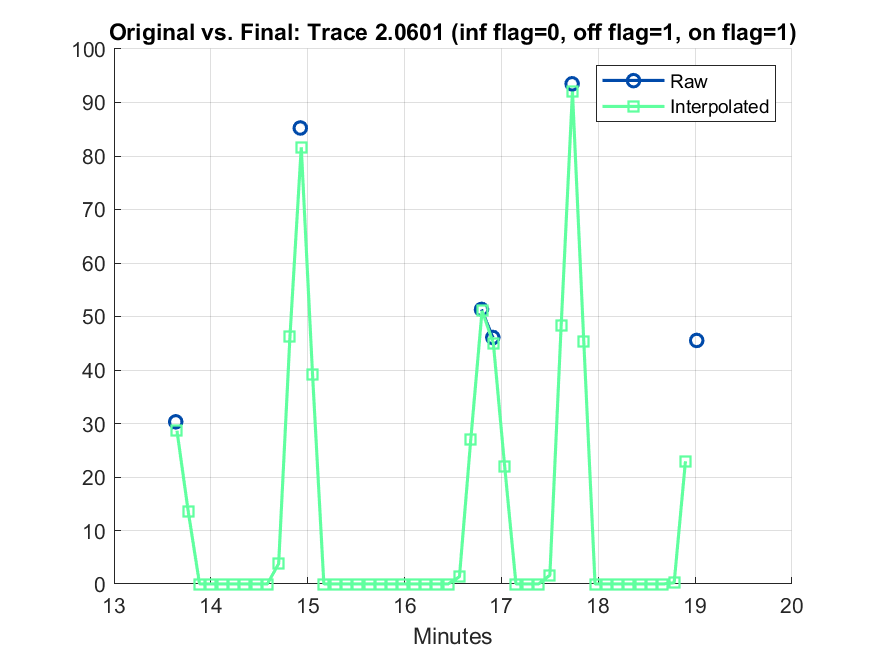 Original vs. Final: Trace 2.0601 (inf flag=0, off flag=1, on flag=1)
100
90
80
70
60
50
40
30
20
10
0
Raw
Interpolated
13 14 15 16 17 18 19 20
Minutes